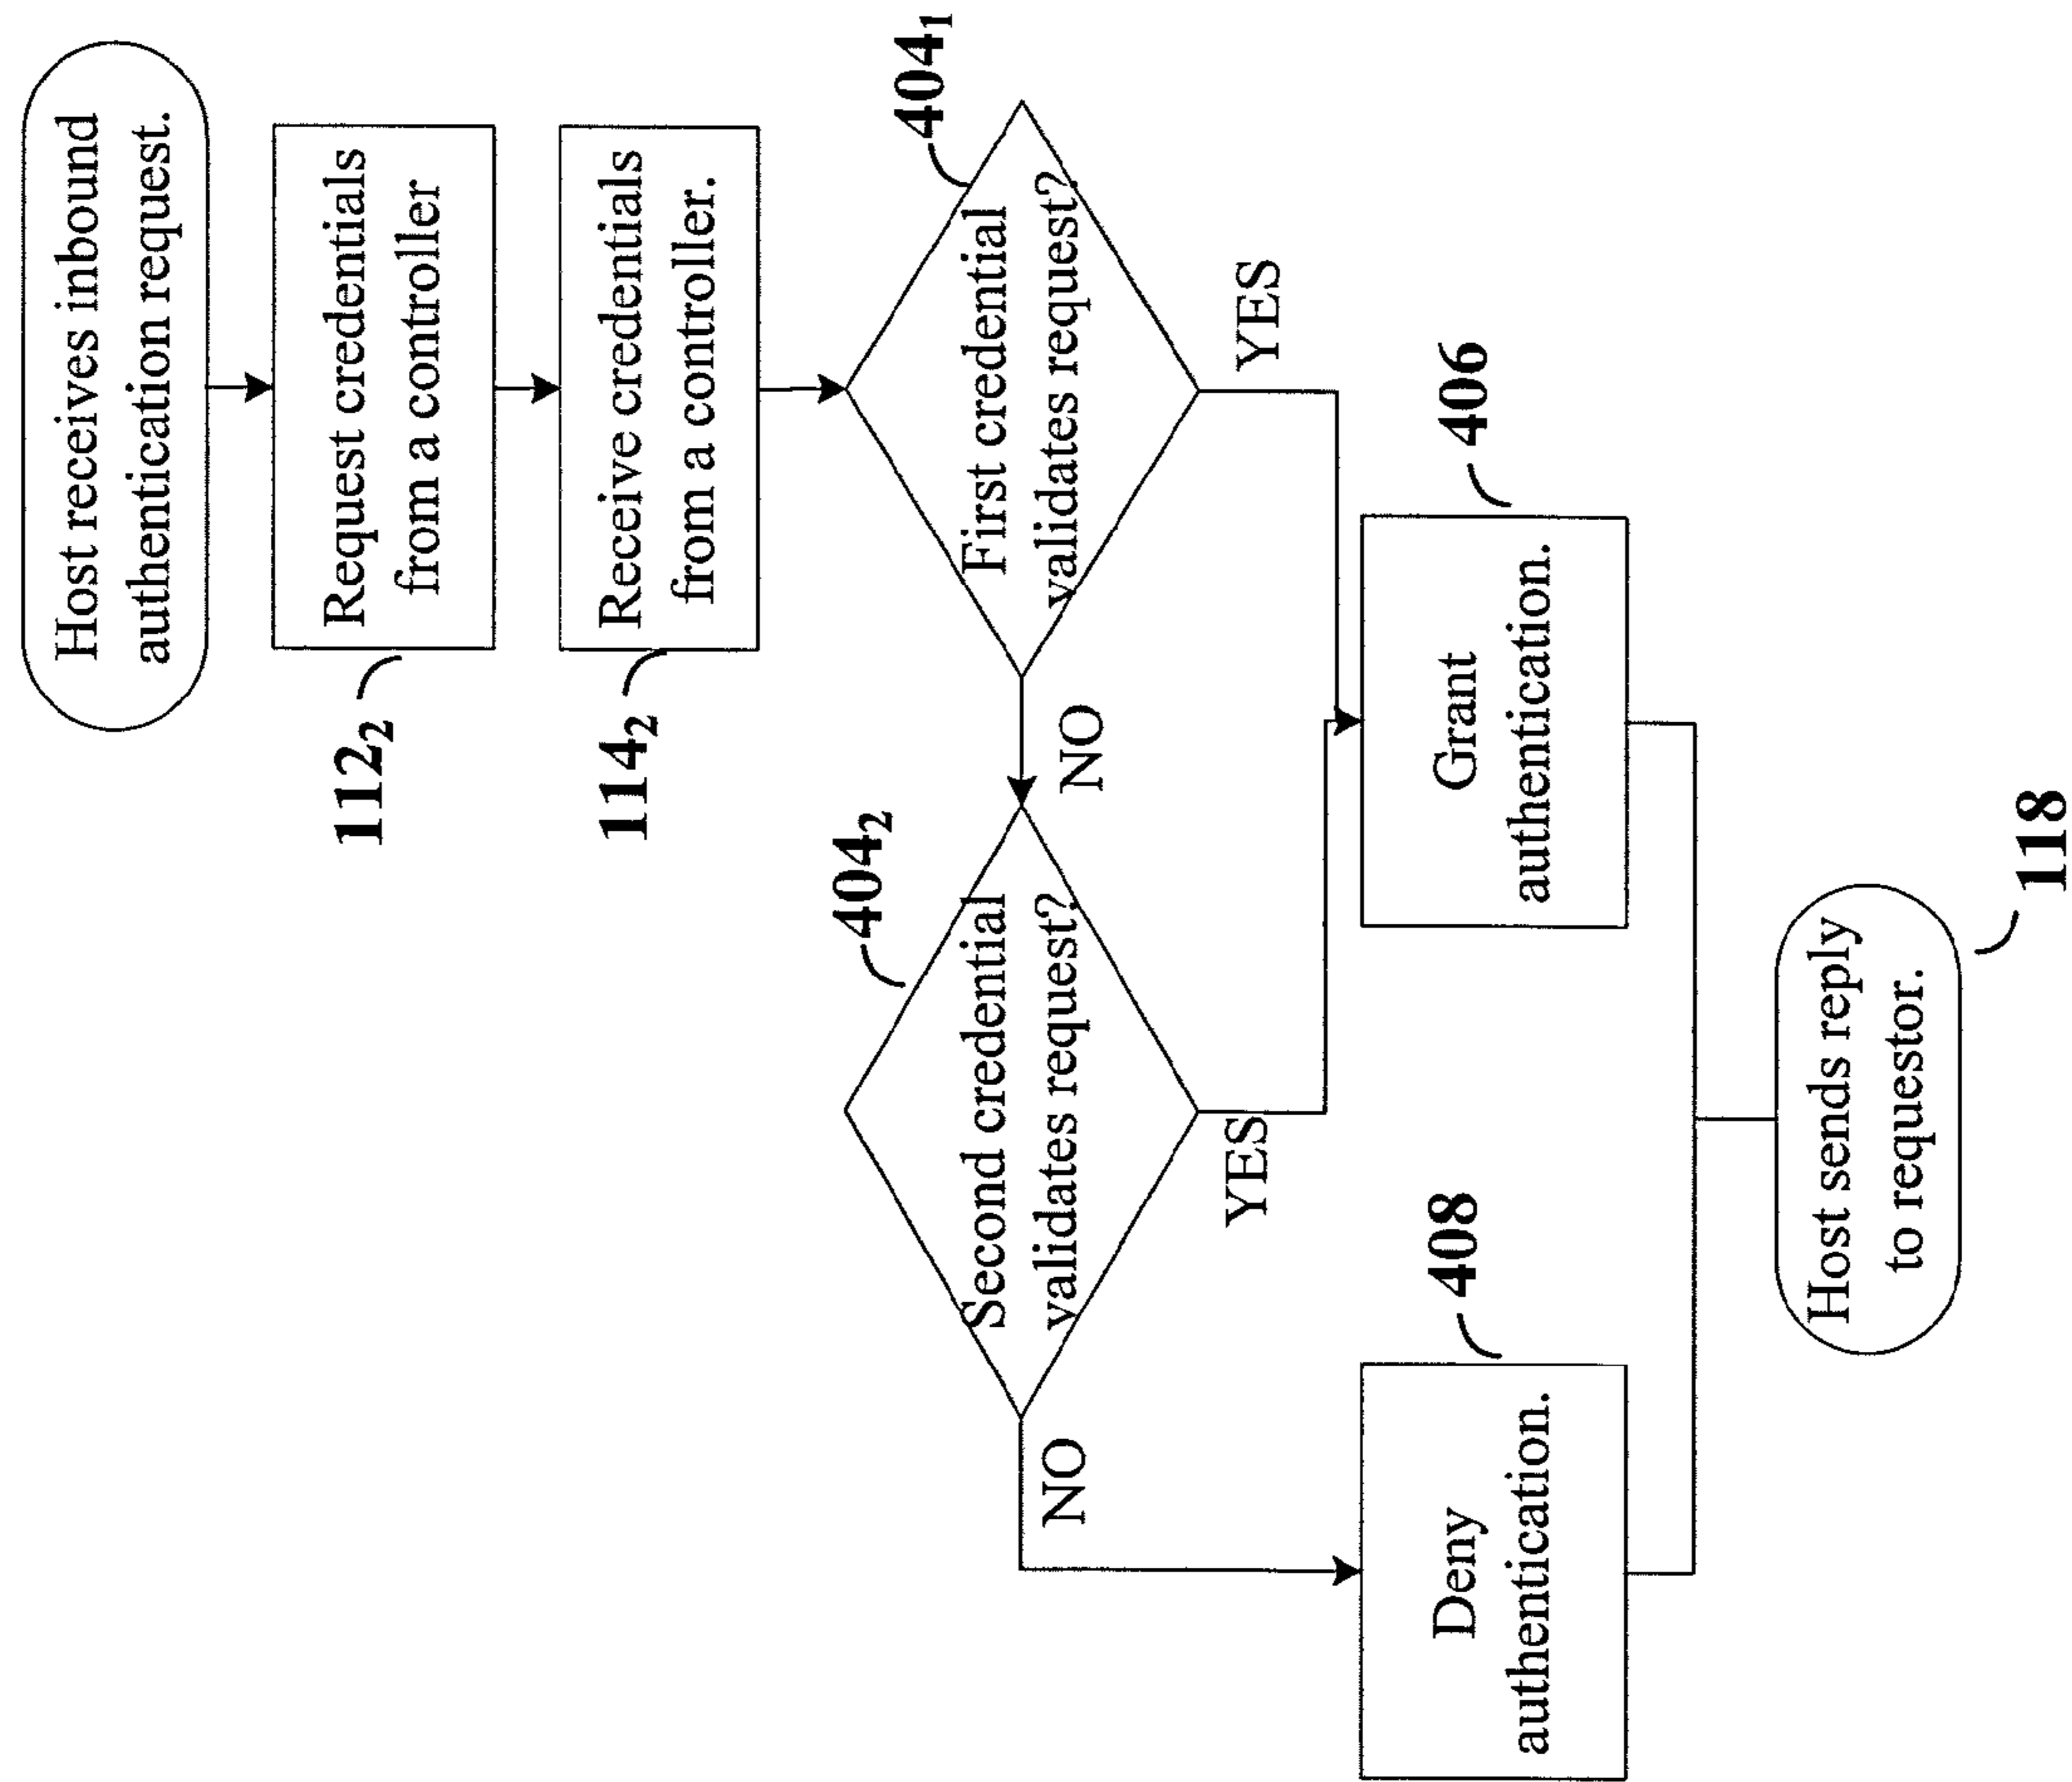 Host receives inbound
authentication request.
Request credentials
from a controller
112₂
Receive credentials
from a controller.
114₂
404₁
First credential
validates request?
YES
NO
404₂
Second credential
validates request?
YES
NO
406
Grant
authentication.
408
Deny
authentication.
Host sends reply
to requestor.
118